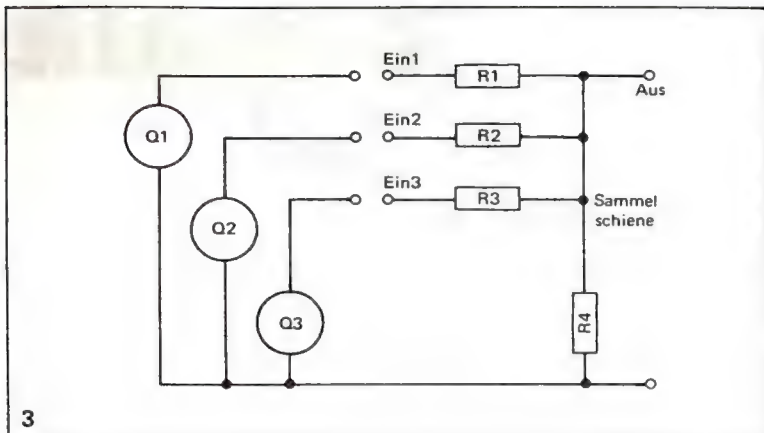 Ein1
R1
Aus
Q1
Ein2
R2
Q2
Ein3
R3
Sammel
schiene
Q3
R4
3